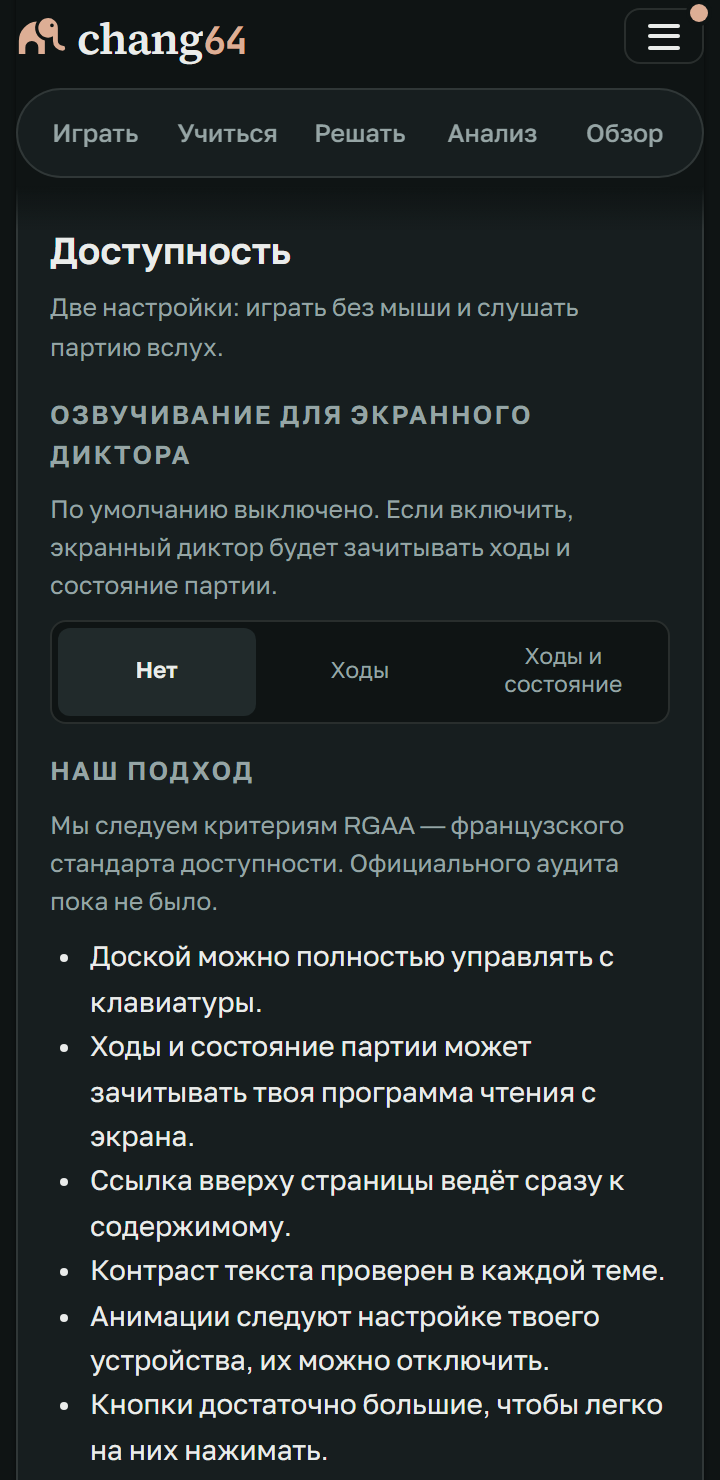 chang64
Играть Учиться Решать Анализ Обзор
Доступность
Две настройки: играть без мыши и слушать
партию вслух.
ОЗВУЧИВАНИЕ ДЛЯ ЭКРАННОГО
ДИКТОРА
По умолчанию выключено. Если включить,
экранный диктор будет зачитывать ходы и
состояние партии.
Нет Ходы Ходы и
состояние
НАШ ПОДХОД
Мы следуем критериям RGAA — французского
стандарта доступности. Официального аудита
пока не было.
• Доской можно полностью управлять с
клавиатуры.
• Ходы и состояние партии может
зачитывать твоя программа чтения с
экрана.
• Ссылка вверху страницы ведёт сразу к
содержимому.
• Контраст текста проверен в каждой теме.
• Анимации следуют настройке твоего
устройства, их можно отключить.
• Кнопки достаточно большие, чтобы легко
на них нажимать.